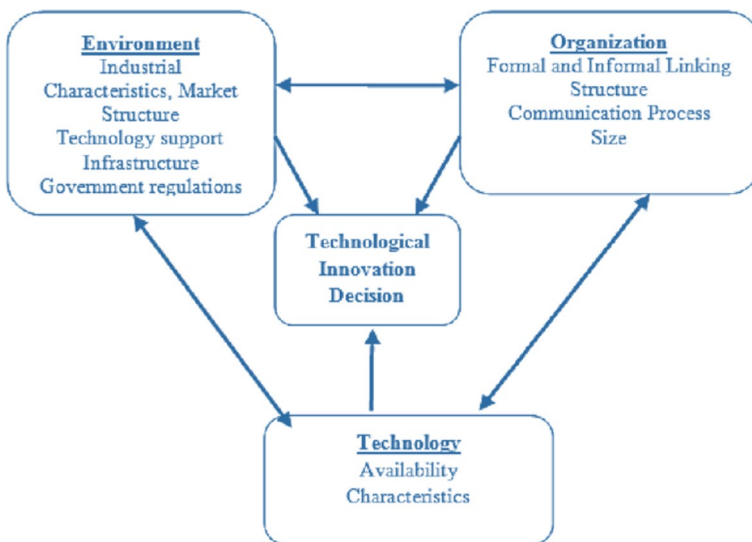 Environment
Industrial
Characteristics, Market
Structure
Technology support
Infrastructure
Government regulations
Organization
Formal and Informal Linking
Structure
Communication Process
Size
Technological
Innovation
Decision
Technology
Availability
Characteristics